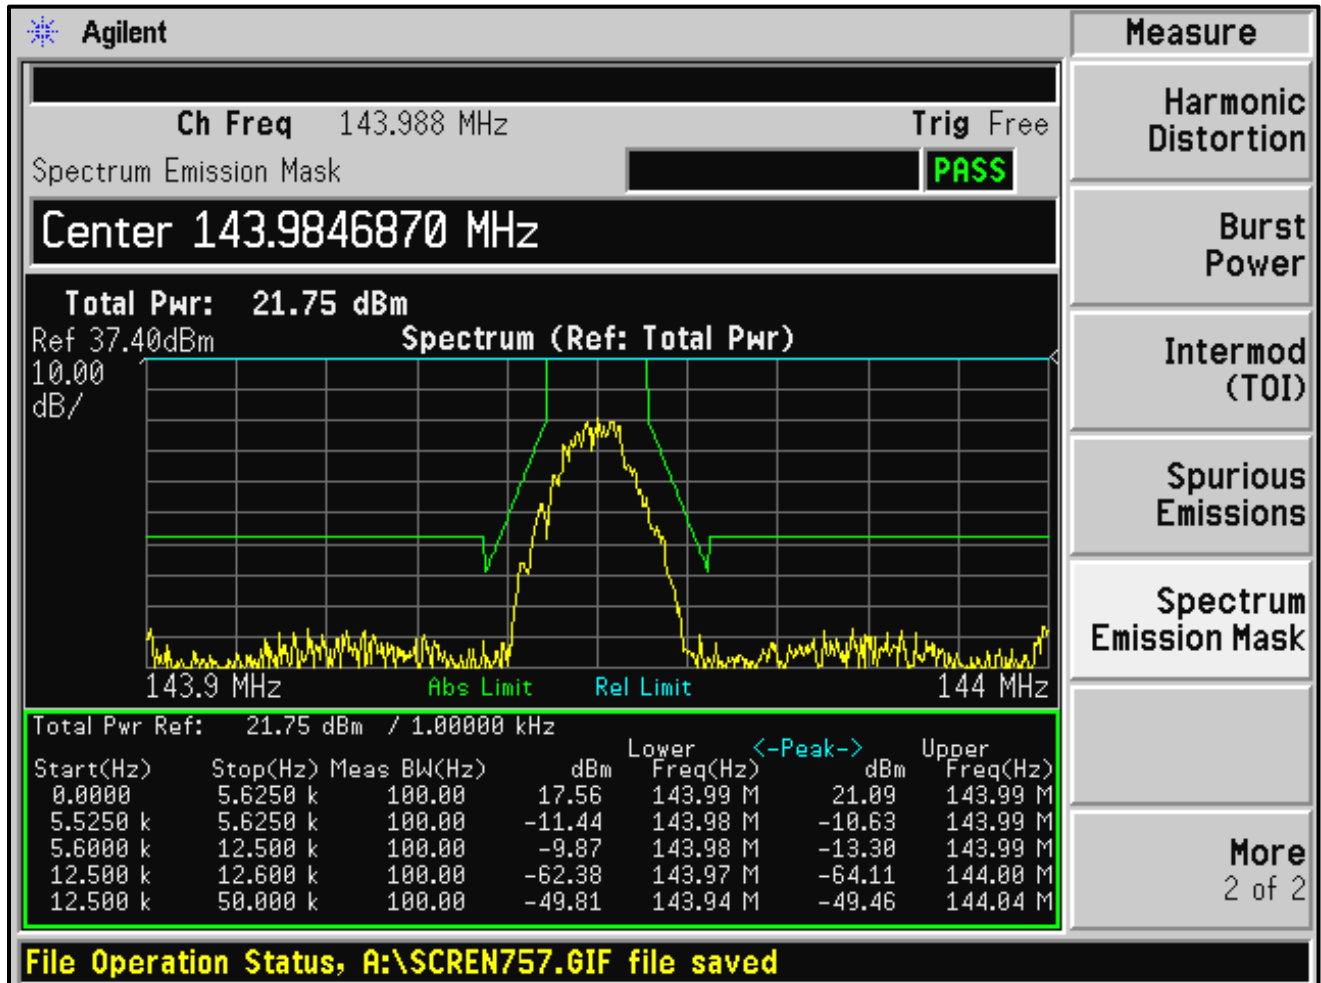 Agilent
Ch Freq 143.988 MHz Trig Free
Spectrum Emission Mask PASS
Center 143.9846870 MHz
Total Pwr: 21.75 dBm
Ref 37.40dBm Spectrum (Ref: Total Pwr)
10.00
dB/
143.9 MHz Abs Limit Rel Limit 144 MHz
Total Pwr Ref: 21.75 dBm / 1.00000 kHz
Lower <-Peak-> Upper
Start(Hz) Stop(Hz) Meas BW(Hz) dBm Freq(Hz) dBm Freq(Hz)
0.0000 5.6250 k 100.00 17.56 143.99 M 21.09 143.99 M
5.5250 k 5.6250 k 100.00 -11.44 143.98 M -10.63 143.99 M
5.6000 k 12.500 k 100.00 -9.87 143.98 M -13.30 143.99 M
12.500 k 12.600 k 100.00 -62.38 143.97 M -64.11 144.00 M
12.500 k 50.000 k 100.00 -49.81 143.94 M -49.46 144.04 M
File Operation Status, A:\SCREN757.GIF file saved
Measure
Harmonic
Distortion
Burst
Power
Intermod
(TOI)
Spurious
Emissions
Spectrum
Emission Mask
More
2 of 2